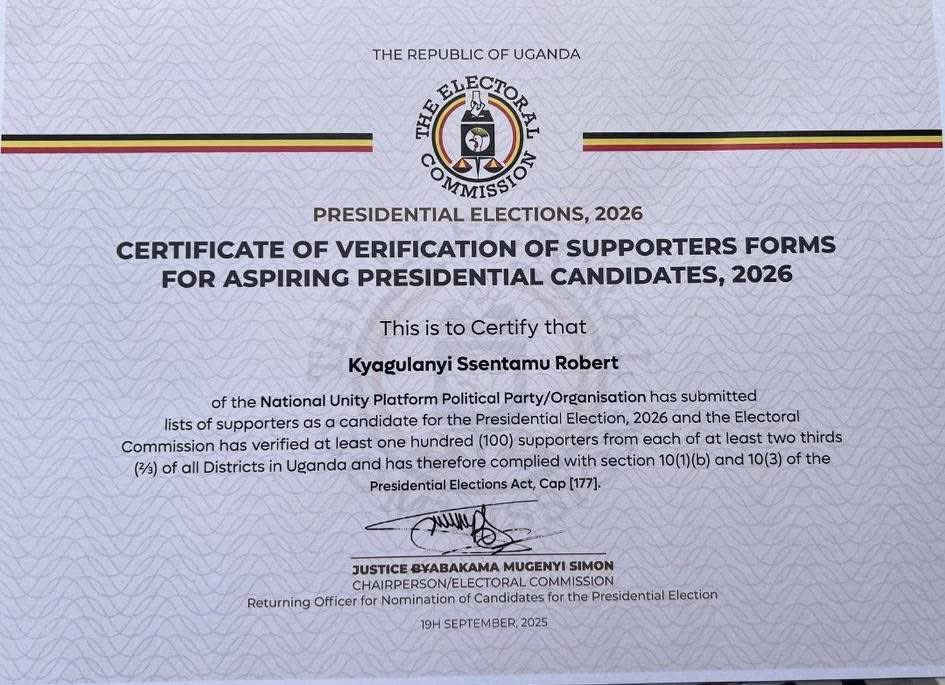 THE REPUBLIC OF UGANDA
THE ELECTORAL
COMMISSION
PRESIDENTIAL ELECTIONS, 2026
CERTIFICATE OF VERIFICATION OF SUPPORTERS FORMS
FOR ASPIRING PRESIDENTIAL CANDIDATES, 2026
This is to Certify that
Kyagulanyi Ssentamu Robert
of the National Unity Platform Political Party/Organisation has submitted
lists of supporters as a candidate for the Presidential Election, 2026 and the Electoral
Commission has verified at least one hundred (100) supporters from each of at least two thirds
(⅔) of all Districts in Uganda and has therefore complied with section 10(1)(b) and 10(3) of the
Presidential Elections Act, Cap [177].
JUSTICE BYABAKAMA MUGENYI SIMON
CHAIRPERSON/ELECTORAL COMMISSION
Returning Officer for Nomination of Candidates for the Presidential Election
19H SEPTEMBER, 2025